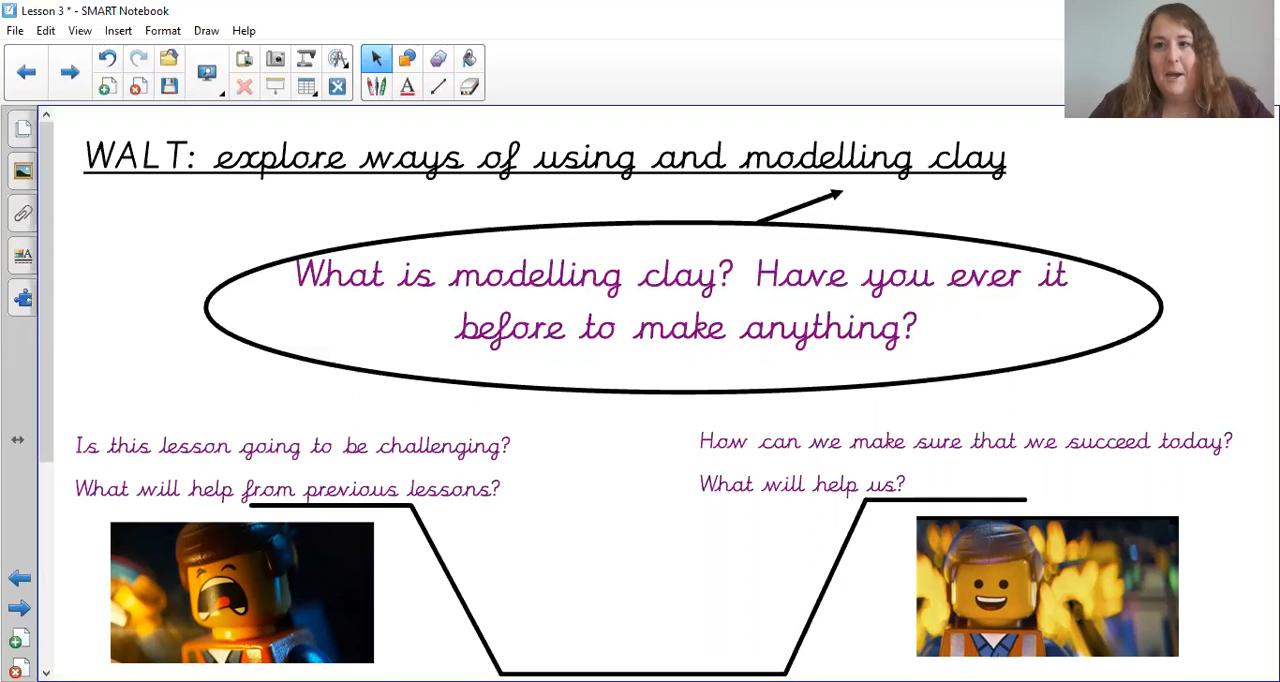 Lesson 3 * - SMART Notebook
File Edit View Insert Format Draw Help
WALT: explore ways of using and modelling clay
What is modelling clay? Have you ever it
before to make anything?
Is this lesson going to be challenging?
What will help from previous lessons?
How can we make sure that we succeed today?
What will help us?